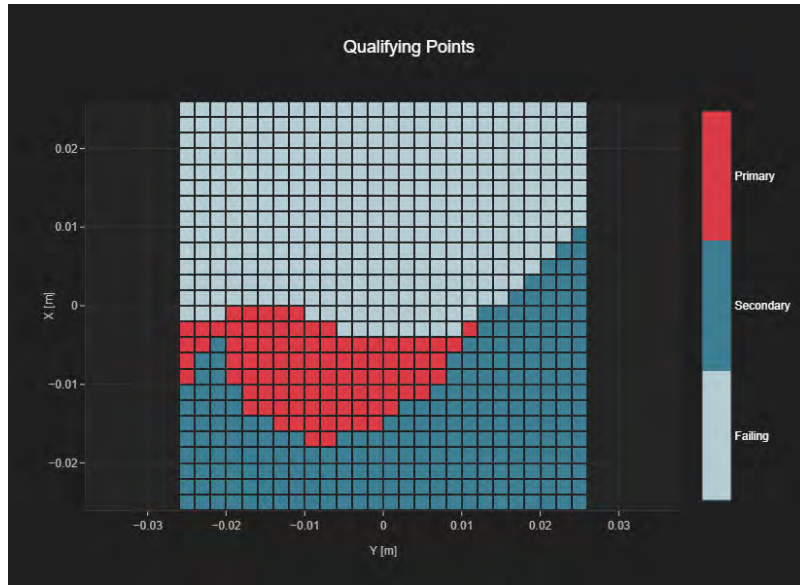 Qualifying Points
Primary
Secondary
Failing
X [m]
0.02
0.01
0
−0.01
−0.02
−0.03
−0.02
−0.01
0
0.01
0.02
0.03
Y [m]